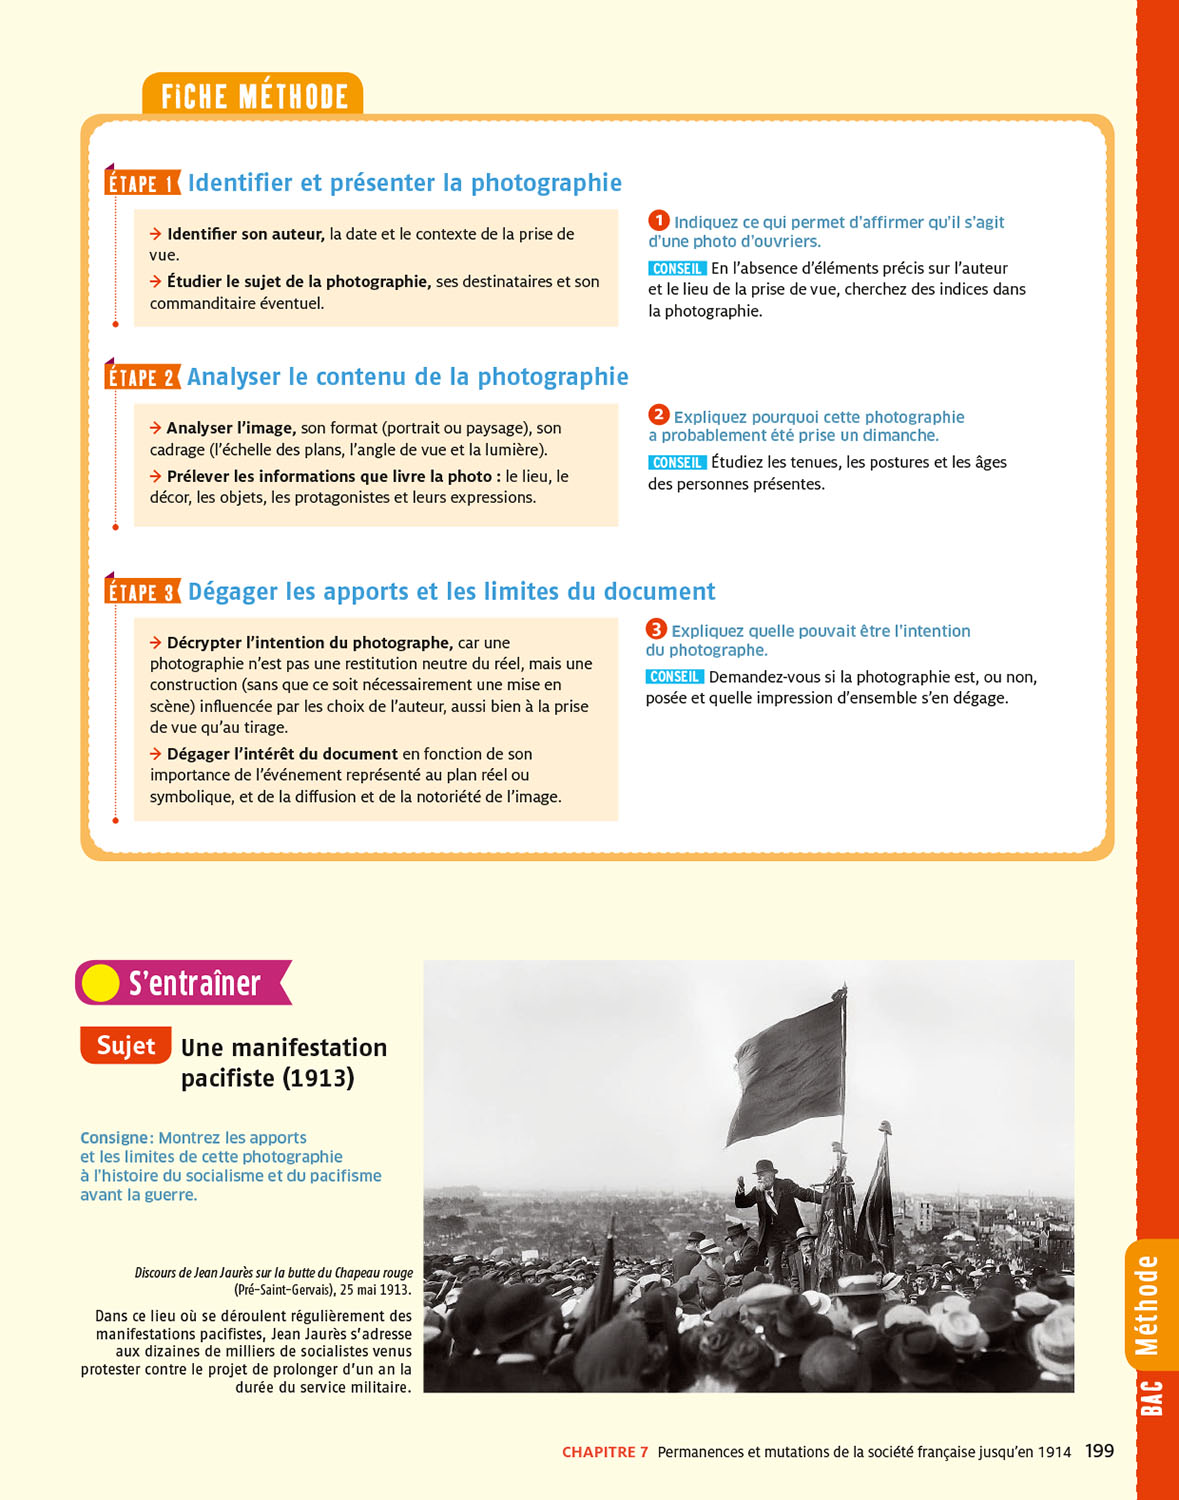 FiCHE MÉTHODE
ÉTAPE 1 Identifier et présenter la photographie
→ Identifier son auteur, la date et le contexte de la prise de
vue.
→ Étudier le sujet de la photographie, ses destinataires et son
commanditaire éventuel.
1 Indiquez ce qui permet d'affirmer qu'il s'agit
d'une photo d'ouvriers.
CONSEIL En l'absence d'éléments précis sur l'auteur
et le lieu de la prise de vue, cherchez des indices dans
la photographie.
ÉTAPE 2 Analyser le contenu de la photographie
→ Analyser l'image, son format (portrait ou paysage), son
cadrage (l'échelle des plans, l'angle de vue et la lumière).
→ Prélever les informations que livre la photo : le lieu, le
décor, les objets, les protagonistes et leurs expressions.
2 Expliquez pourquoi cette photographie
a probablement été prise un dimanche.
CONSEIL Étudiez les tenues, les postures et les âges
des personnes présentes.
ÉTAPE 3 Dégager les apports et les limites du document
→ Décrypter l'intention du photographe, car une
photographie n'est pas une restitution neutre du réel, mais une
construction (sans que ce soit nécessairement une mise en
scène) influencée par les choix de l'auteur, aussi bien à la prise
de vue qu'au tirage.
→ Dégager l'intérêt du document en fonction de son
importance de l'événement représenté au plan réel ou
symbolique, et de la diffusion et de la notoriété de l'image.
3 Expliquez quelle pouvait être l'intention
du photographe.
CONSEIL Demandez-vous si la photographie est, ou non,
posée et quelle impression d'ensemble s'en dégage.
S'entraîner
Sujet Une manifestation
pacifiste (1913)
Consigne : Montrez les apports
et les limites de cette photographie
à l'histoire du socialisme et du pacifisme
avant la guerre.
Discours de Jean Jaurès sur la butte du Chapeau rouge
(Pré-Saint-Gervais), 25 mai 1913.
Dans ce lieu où se déroulent régulièrement des
manifestations pacifistes, Jean Jaurès s'adresse
aux dizaines de milliers de socialistes venus
protester contre le projet de prolonger d'un an la
durée du service militaire.
BAC Méthode
CHAPITRE 7 Permanences et mutations de la société française jusqu'en 1914 199